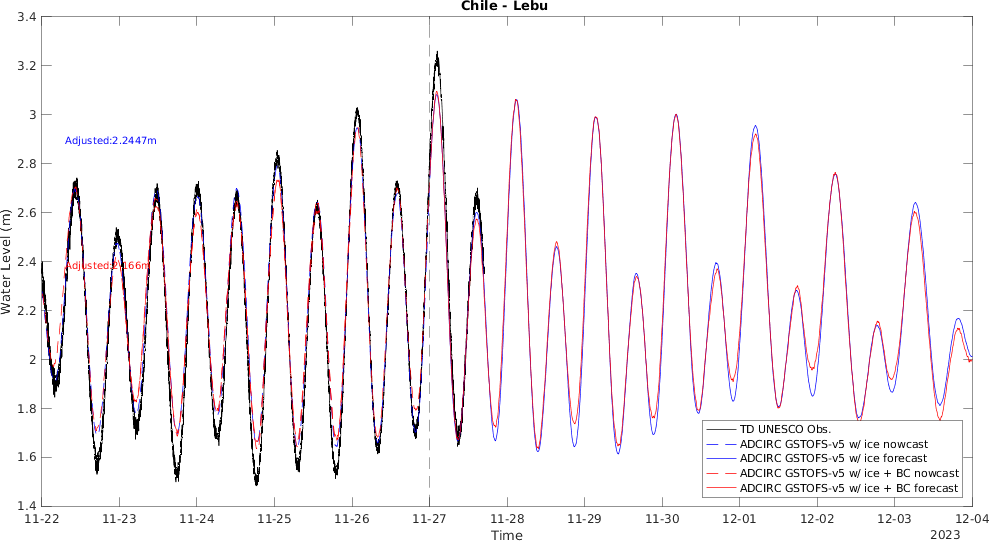 Chile - Lebu
3.4
3.2
3
2.8
2.6
2.4
2.2
2
1.8
1.6
1.4
Water Level (m)
Adjusted:2.2447m
Adjusted:2.166m
TD UNESCO Obs.
ADCIRC GSTOFS-v5 w/ ice nowcast
ADCIRC GSTOFS-v5 w/ ice forecast
ADCIRC GSTOFS-v5 w/ ice + BC nowcast
ADCIRC GSTOFS-v5 w/ ice + BC forecast
11-22 11-23 11-24 11-25 11-26 11-27 11-28 11-29 11-30 12-01 12-02 12-03 12-04
Time
2023